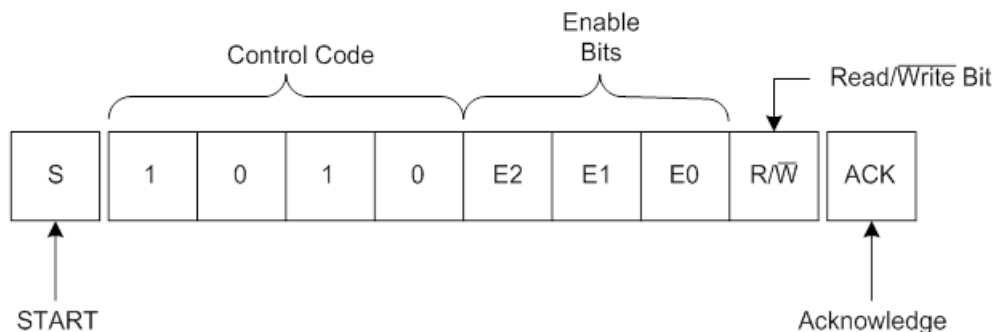 Enable
Bits
Control Code
Read/Write Bit
S 1 0 1 0 E2 E1 E0 R/W ACK
START Acknowledge